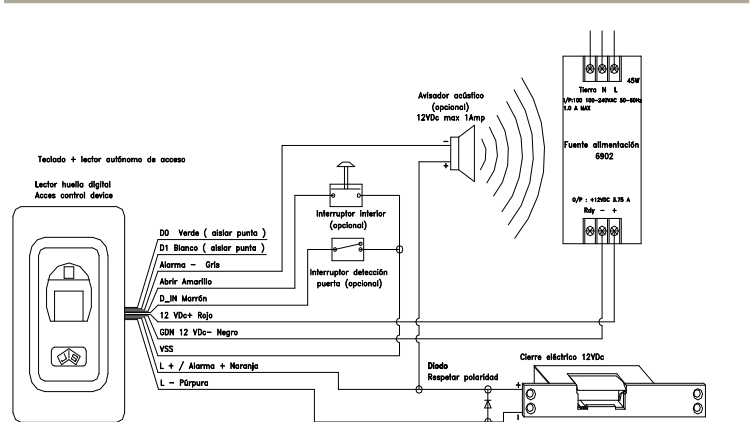 Avisador acústico
(opcional)
12VDc max 1Amp
45W
Tierra N L
I/P:100 100-240VAC 50-60Hz
1.0 A MAX
Fuente alimentación
6902
O/P : +12VDC 3.75 A
Rdy - +
Teclado + lector autónomo de acceso
Lector huella digital
Acces control device
Interruptor interior
(opcional)
Interruptor detección
puerta (opcional)
D0 Verde ( aislar punta )
D1 Blanco ( aislar punta )
Alarma - Gris
Abrir Amarillo
D_IN Marrón
12 VDc+ Rojo
GDN 12 VDc- Negro
VSS
L + / Alarma + Naranja
L - Púrpura
Diodo
Respetar polaridad
Cierre eléctrico 12VDc
- 
+
+
-